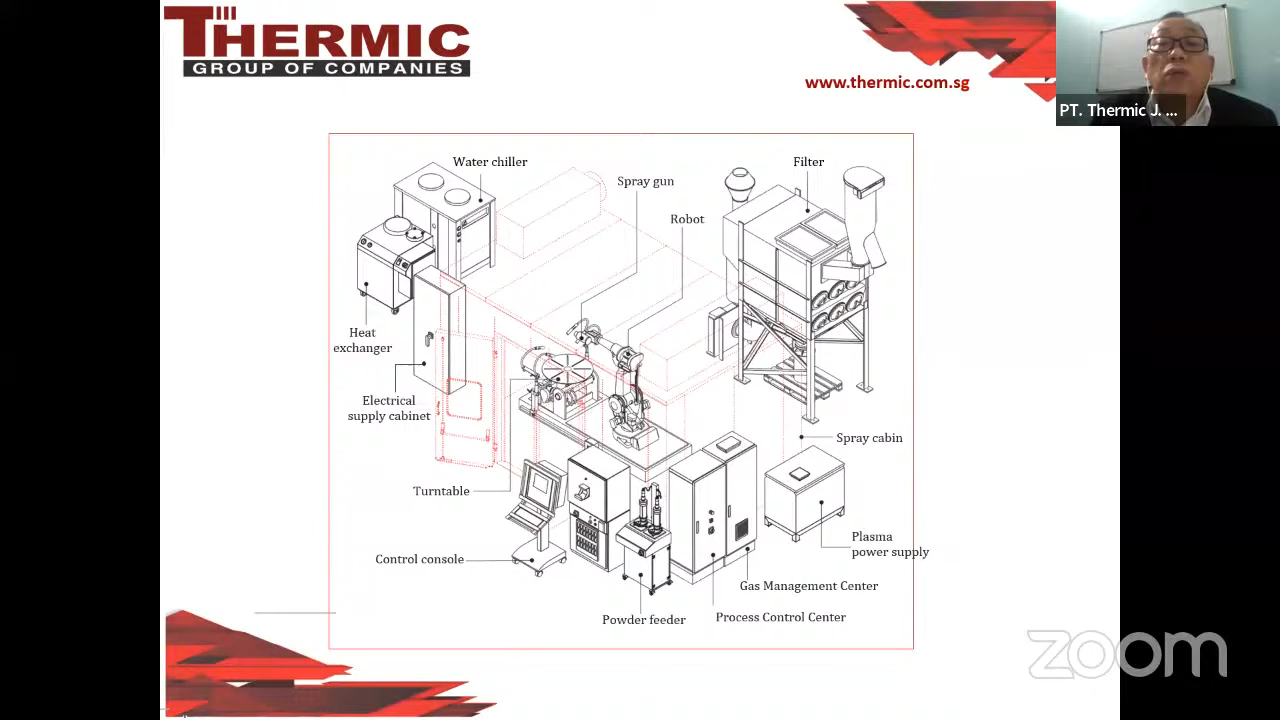 THERMIC
GROUP OF COMPANIES
www.thermic.com.sg
PT. Thermic J. ...
Water chiller
Spray gun
Filter
Robot
Heat
exchanger
Electrical
supply cabinet
Spray cabin
Turntable
Plasma
power supply
Control console
Gas Management Center
Powder feeder
Process Control Center
zoom